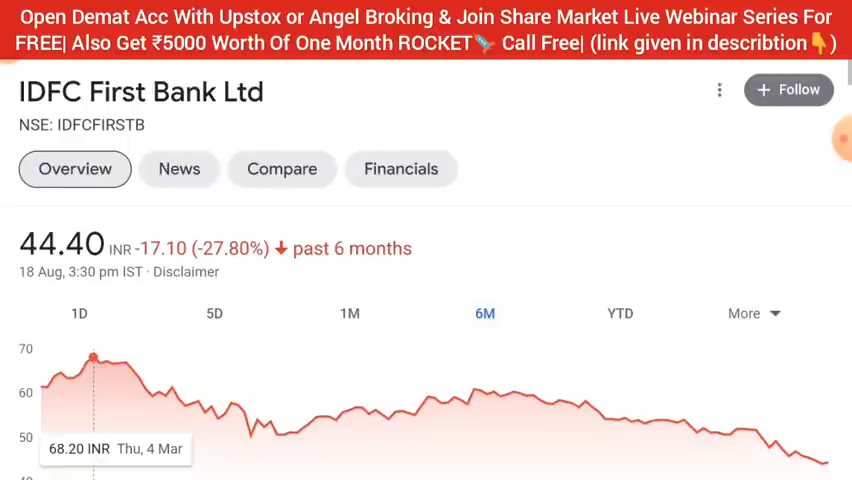 Open Demat Acc With Upstox or Angel Broking & Join Share Market Live Webinar Series For
FREE| Also Get ₹5000 Worth Of One Month ROCKET🚀 Call Free| (link given in describtion👇)
IDFC First Bank Ltd
+ Follow
NSE: IDFCFIRSTB
Overview News Compare Financials
44.40 INR -17.10 (-27.80%) ↓ past 6 months
18 Aug, 3:30 pm IST · Disclaimer
1D 5D 1M 6M YTD More
70
60
50
68.20 INR Thu, 4 Mar